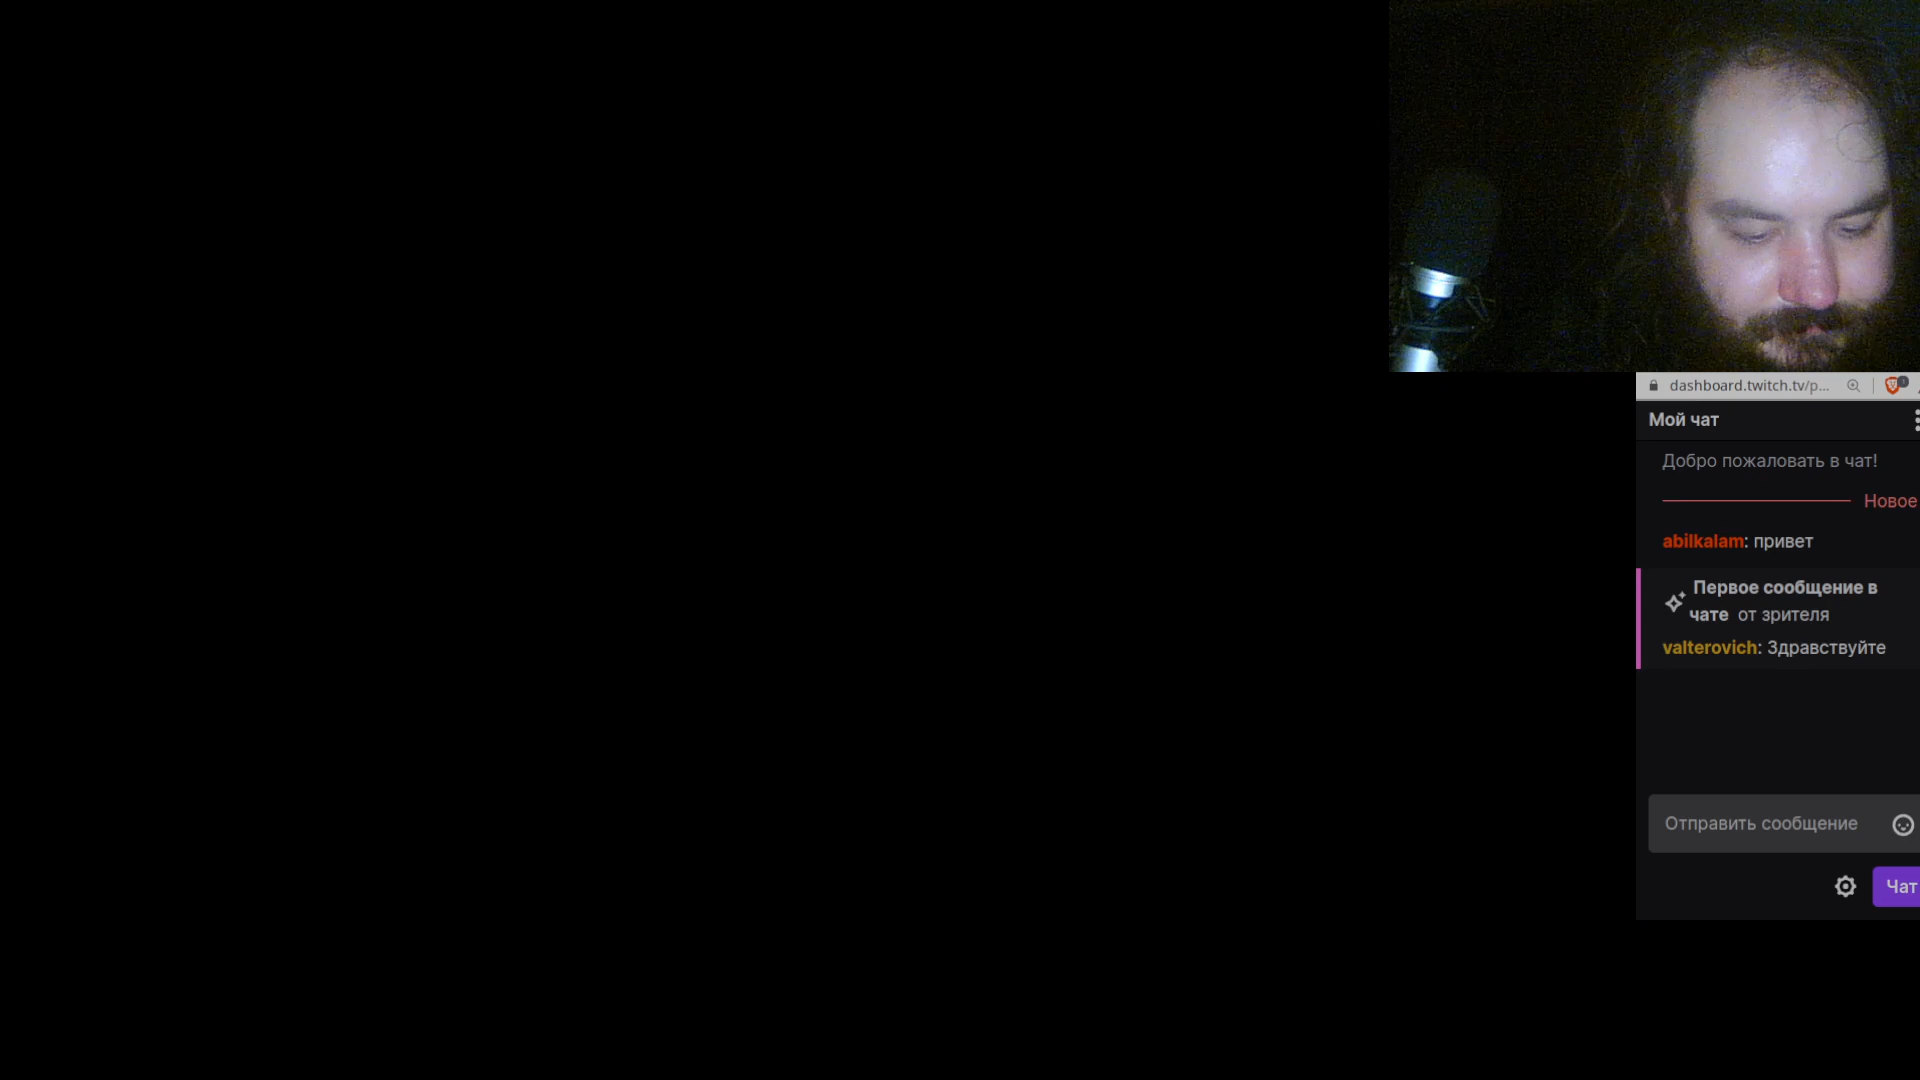 dashboard.twitch.tv/p...
Мой чат
Добро пожаловать в чат!
Новое
abilkalam: привет
Первое сообщение в
чате от зрителя
valterovich: Здравствуйте
Отправить сообщение
Чат